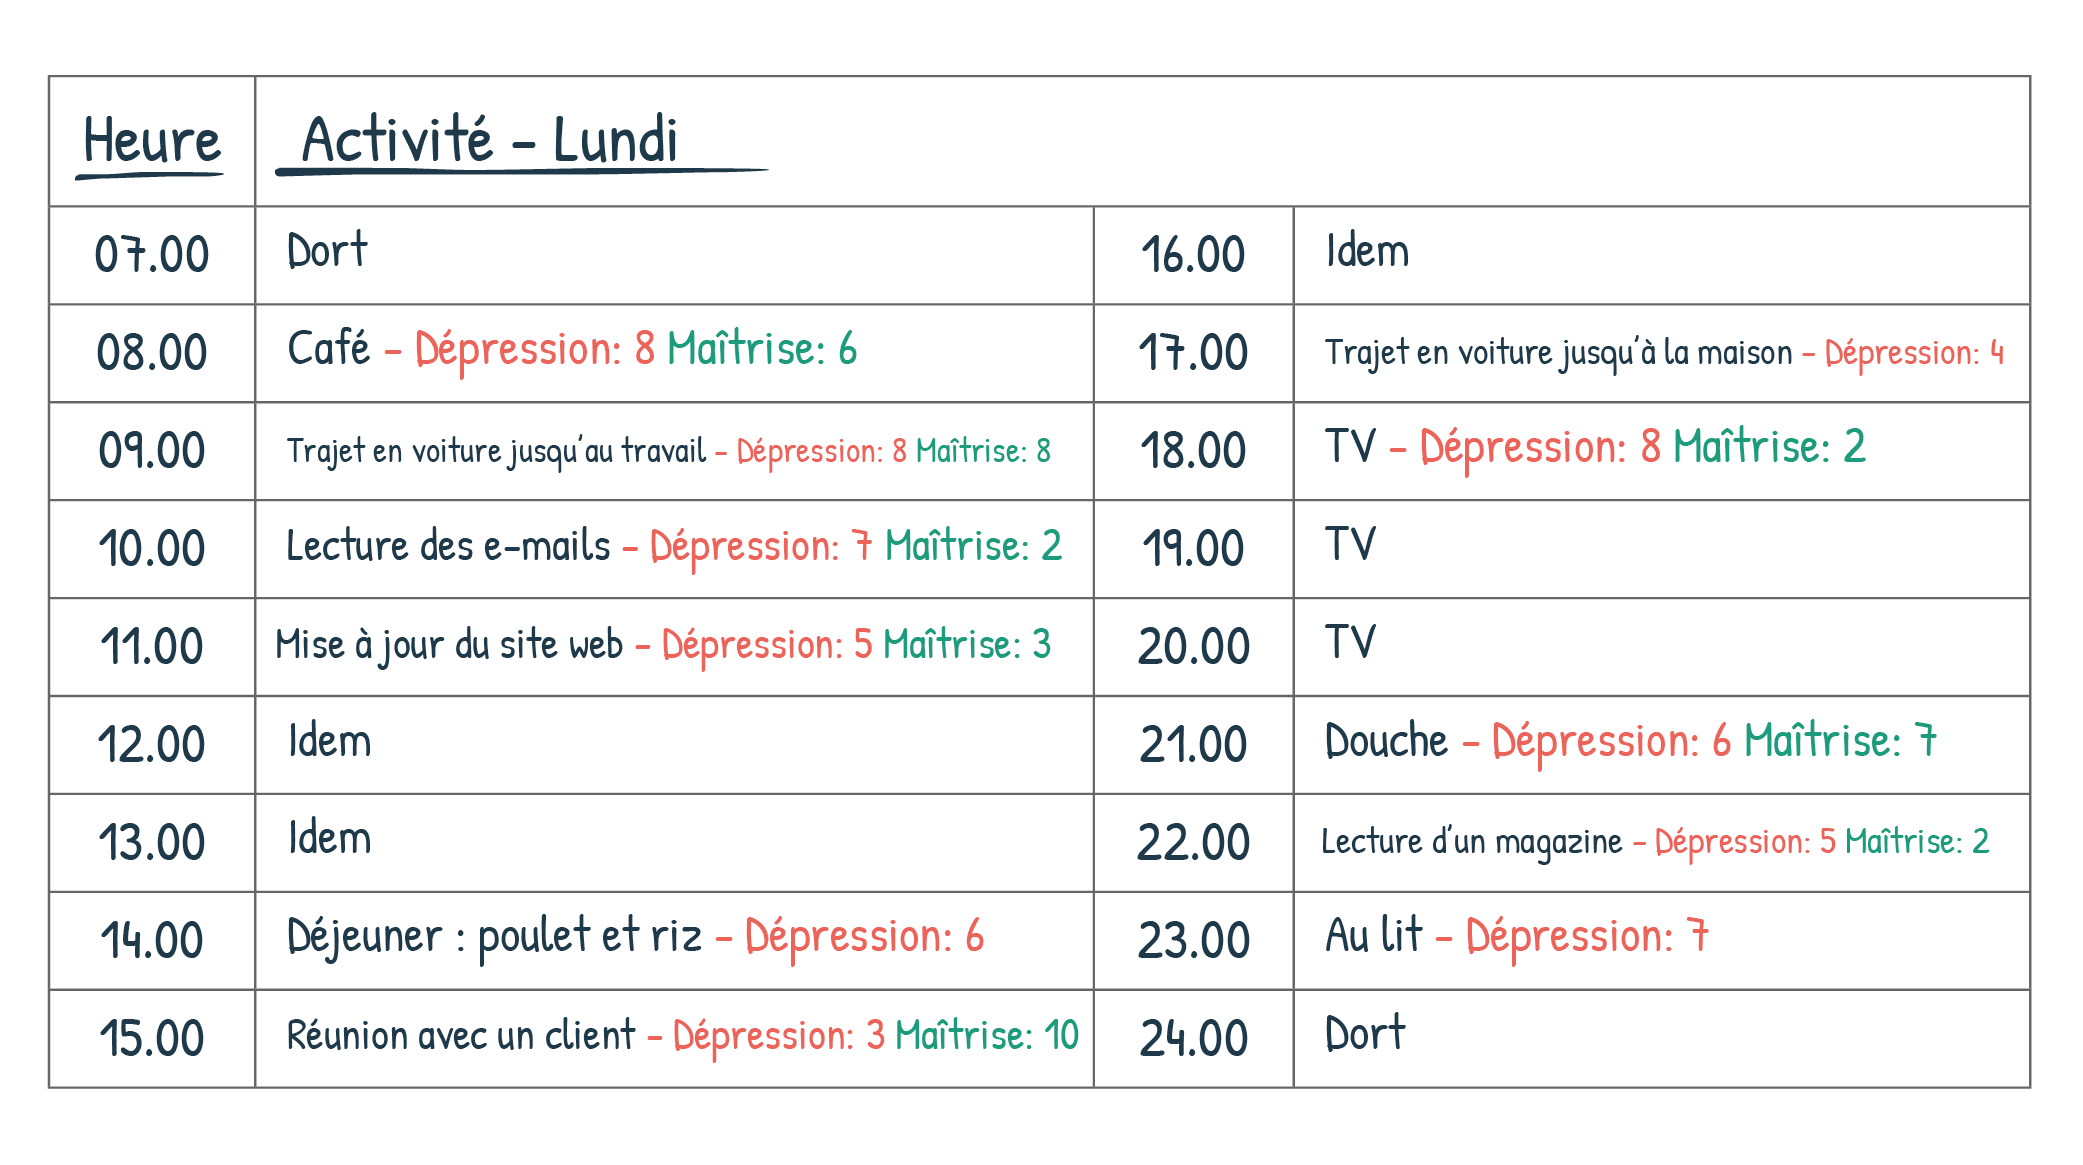 Heure
Activité - Lundi
07.00 Dort
08.00 Café - Dépression: 8 Maîtrise: 6
09.00 Trajet en voiture jusqu'au travail - Dépression: 8 Maîtrise: 8
10.00 Lecture des e-mails - Dépression: 7 Maîtrise: 2
11.00 Mise à jour du site web - Dépression: 5 Maîtrise: 3
12.00 Idem
13.00 Idem
14.00 Déjeuner : poulet et riz - Dépression: 6
15.00 Réunion avec un client - Dépression: 3 Maîtrise: 10
16.00 Idem
17.00 Trajet en voiture jusqu'à la maison - Dépression: 4
18.00 TV - Dépression: 8 Maîtrise: 2
19.00 TV
20.00 TV
21.00 Douche - Dépression: 6 Maîtrise: 7
22.00 Lecture d'un magazine - Dépression: 5 Maîtrise: 2
23.00 Au lit - Dépression: 7
24.00 Dort